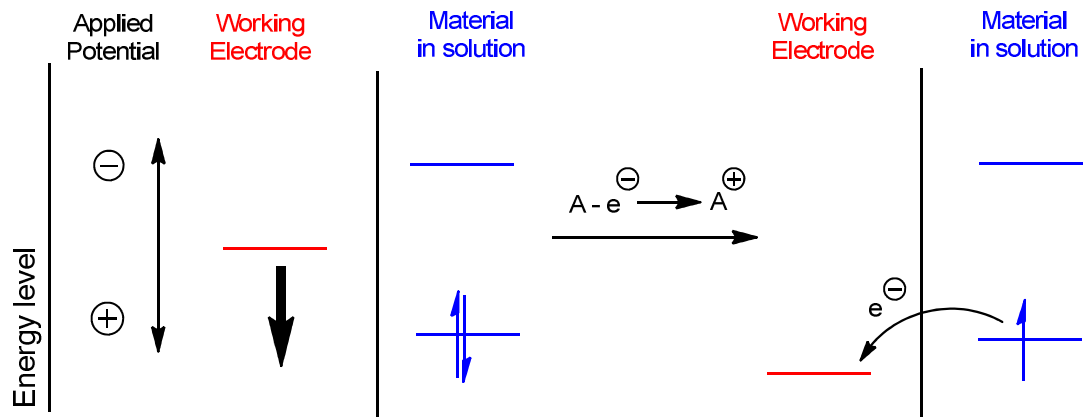 Applied
Potential
Working
Electrode
Material
in solution
Working
Electrode
Material
in solution
Energy level
−
+
A - e⊖ → A⊕
e⊖